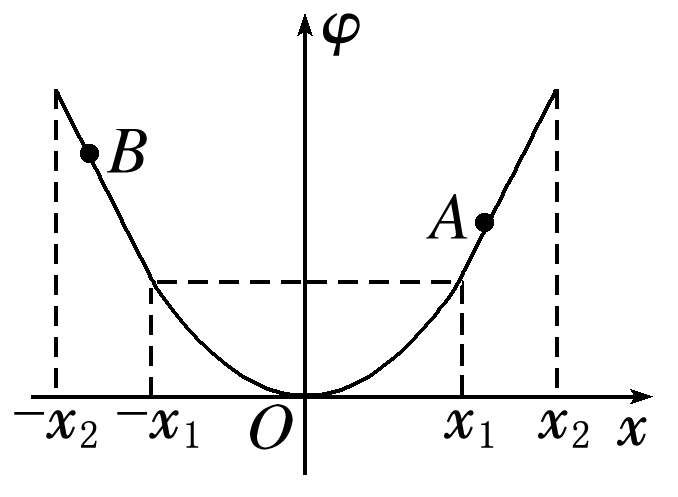 φ
B
A
−x₂ −x₁ O x₁ x₂ x